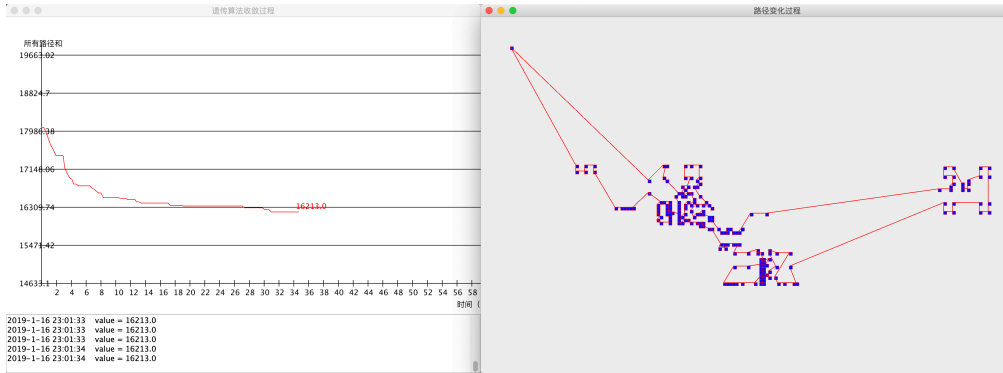 遗传算法收敛过程
路径变化过程
所有路径和
19663.02
18824.7
17986.38
17148.06
16309.74
16213.0
15471.42
14633.1
2 4 6 8 10 12 14 16 18 20 22 24 26 28 30 32 34 36 38 40 42 44 46 48 50 52 54 56 58
时间（
2019-1-16 23:01:33 value = 16213.0
2019-1-16 23:01:33 value = 16213.0
2019-1-16 23:01:33 value = 16213.0
2019-1-16 23:01:34 value = 16213.0
2019-1-16 23:01:34 value = 16213.0